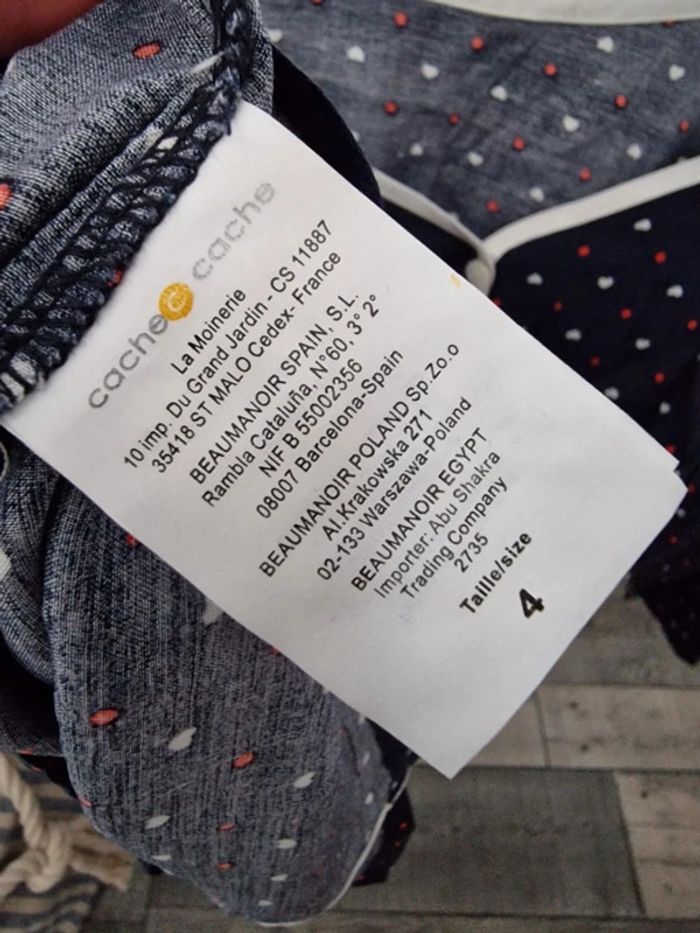 cache cache
La Moinerie
10 imp. Du Grand Jardin - CS 11887
35418 ST MALO Cedex- France
BEAUMANOIR SPAIN, S.L.
Rambla Cataluña, N°60, 3° 2°
NIF B 55002356
08007 Barcelona-Spain
BEAUMANOIR POLAND Sp.Zo.o
Al.Krakowska 271
02-133 Warszawa-Poland
BEAUMANOIR EGYPT
Importer: Abu Shakra
Trading Company
2735
Taille/size
4